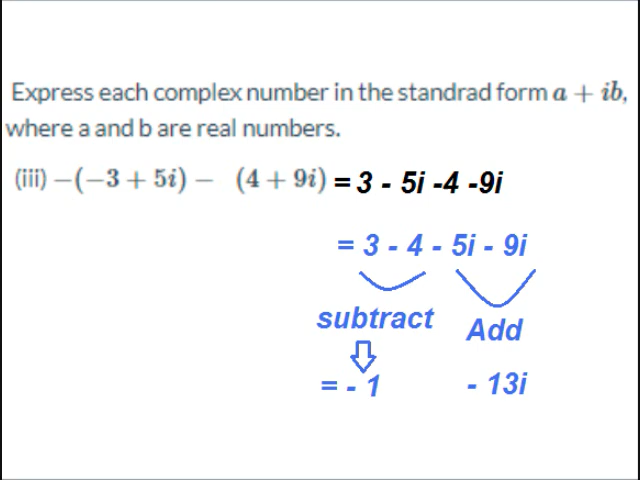 Express each complex number in the standrad form a + ib,
where a and b are real numbers.
(iii) −(−3 + 5i) − (4 + 9i) = 3 - 5i -4 -9i
= 3 - 4 - 5i - 9i
subtract Add
= - 1 - 13i